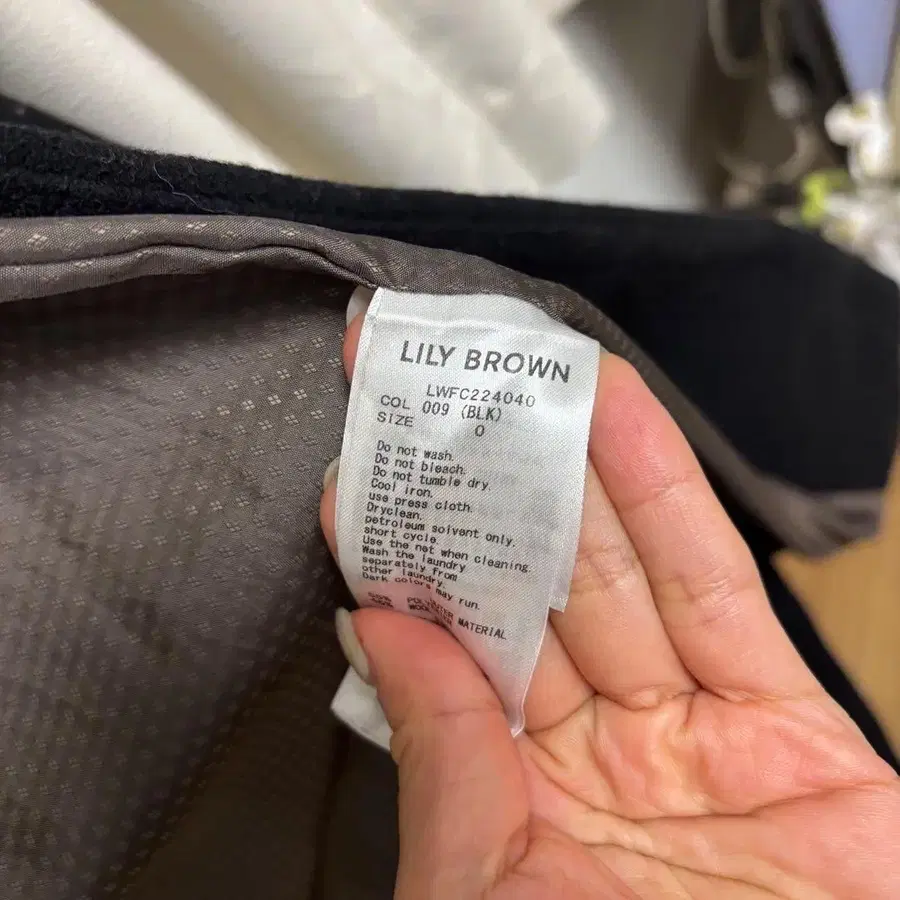 LILY BROWN
LWFC224040
COL 009 (BLK)
SIZE 0
Do not wash.
Do not bleach.
Do not tumble dry.
Cool iron.
use press cloth.
Dryclean.
petroleum solvent only.
short cycle.
Use the net when cleaning.
Wash the laundry
separately from
other laundry.
Dark colors may run.
MATERIAL